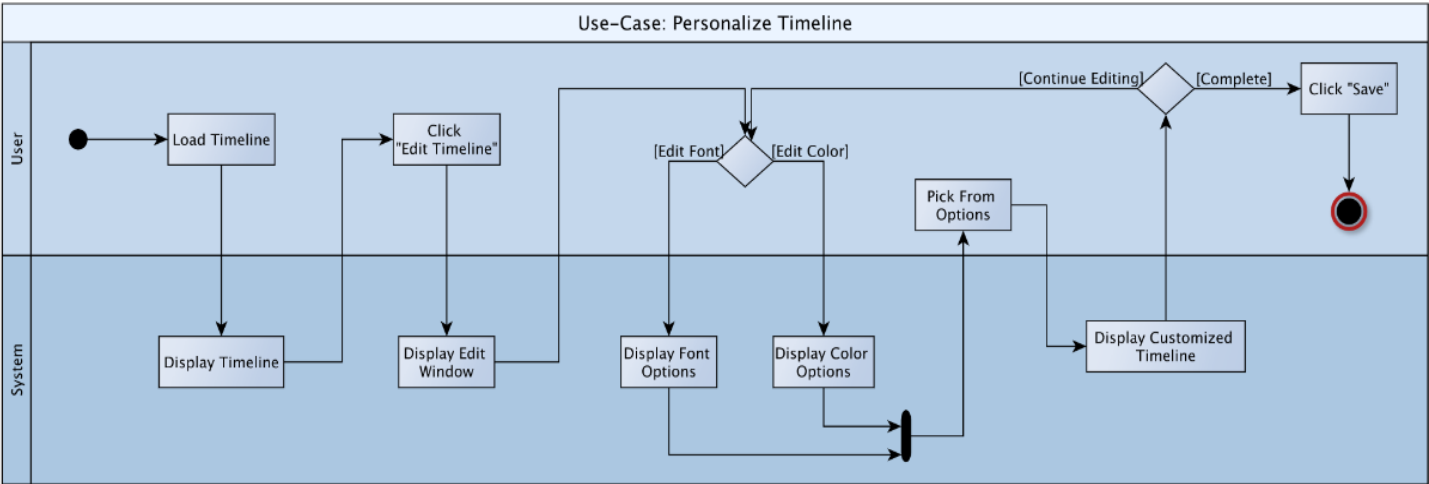 Use-Case: Personalize Timeline
User
Load Timeline
Click
"Edit Timeline"
[Edit Font]
[Edit Color]
Pick From
Options
[Continue Editing]
[Complete]
Click "Save"
System
Display Timeline
Display Edit
Window
Display Font
Options
Display Color
Options
Display Customized
Timeline